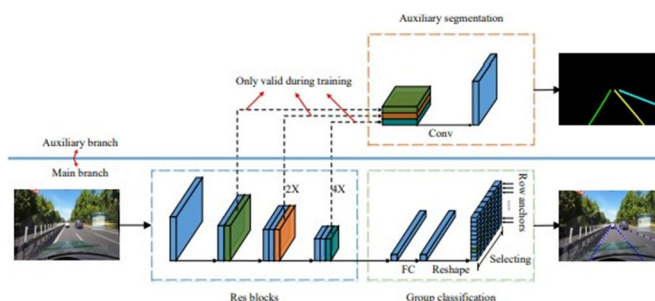 Auxiliary segmentation
Only valid during training
Conv
Auxiliary branch
Main branch
2X
4X
Row anchors
FC
Reshape
Selecting
Res blocks
Group classification